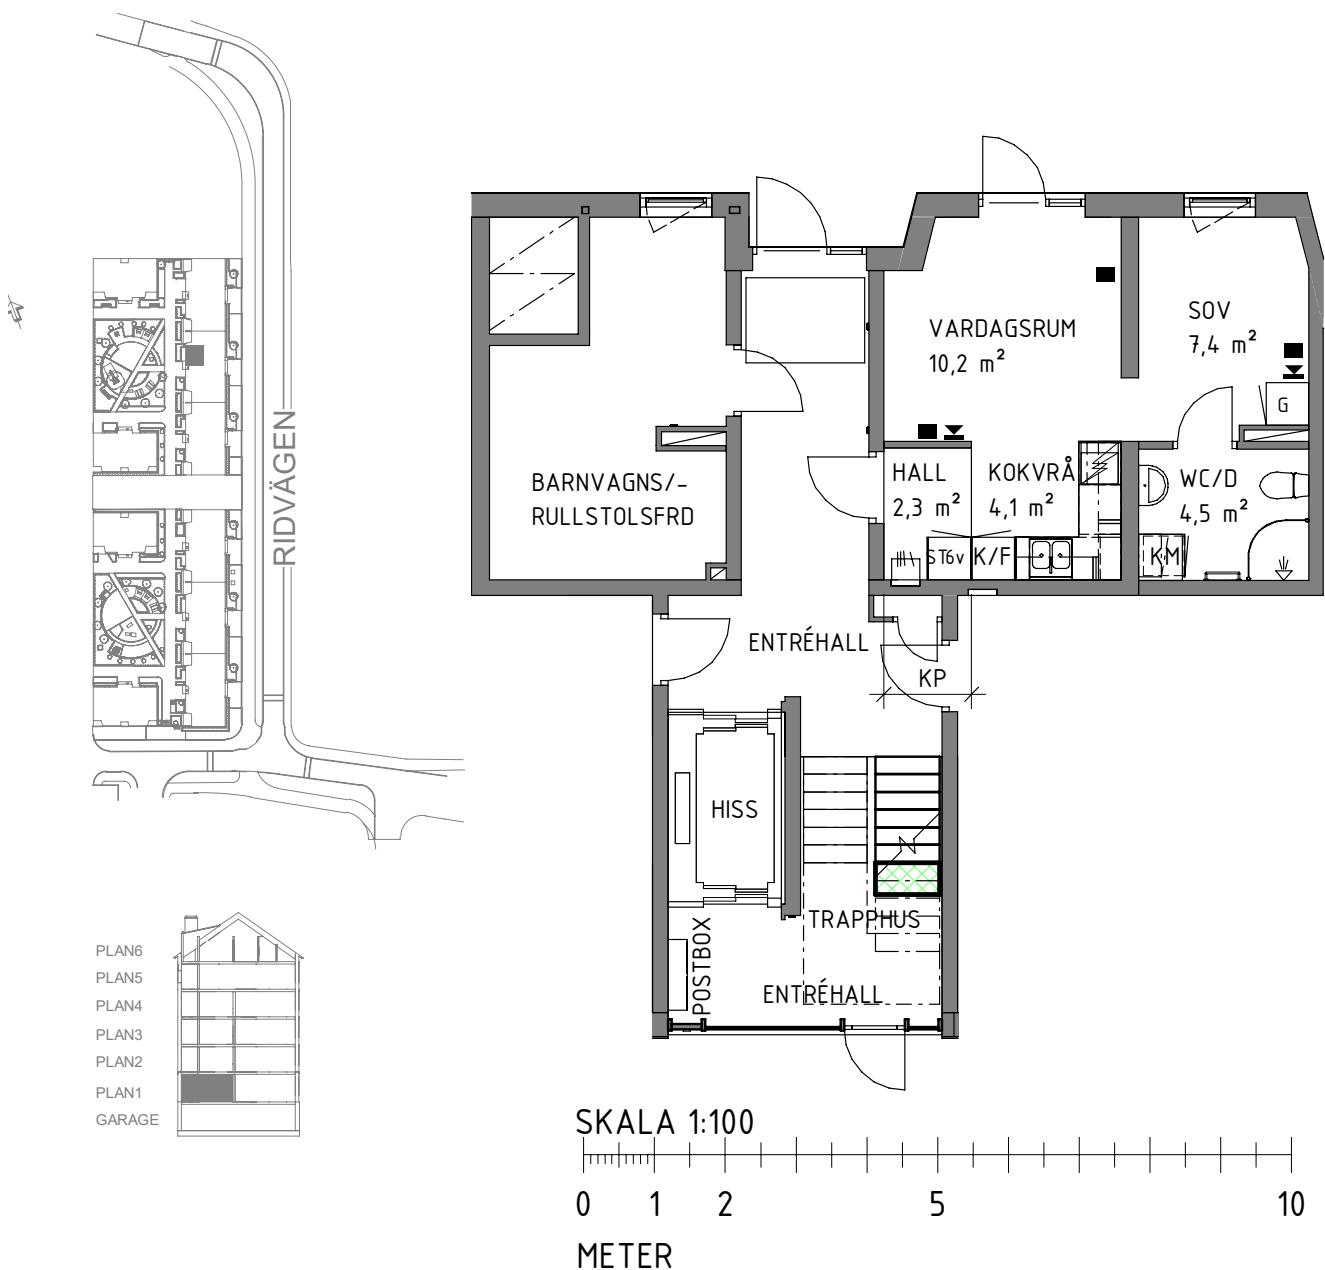 RIDVÄGEN
VARDAGSRUM
10,2 m²
SOV
7,4 m²
G
BARNVAGNS/-
RULLSTOLSFRD
HALL
2,3 m²
KOKVRÅ
4,1 m²
WC/D
4,5 m²
ST6v
K/F
KM
ENTRÉHALL
KP
HISS
TRAPPHUS
POSTBOX
ENTRÉHALL
PLAN6
PLAN5
PLAN4
PLAN3
PLAN2
PLAN1
GARAGE
SKALA 1:100
0 1 2 5 10
METER